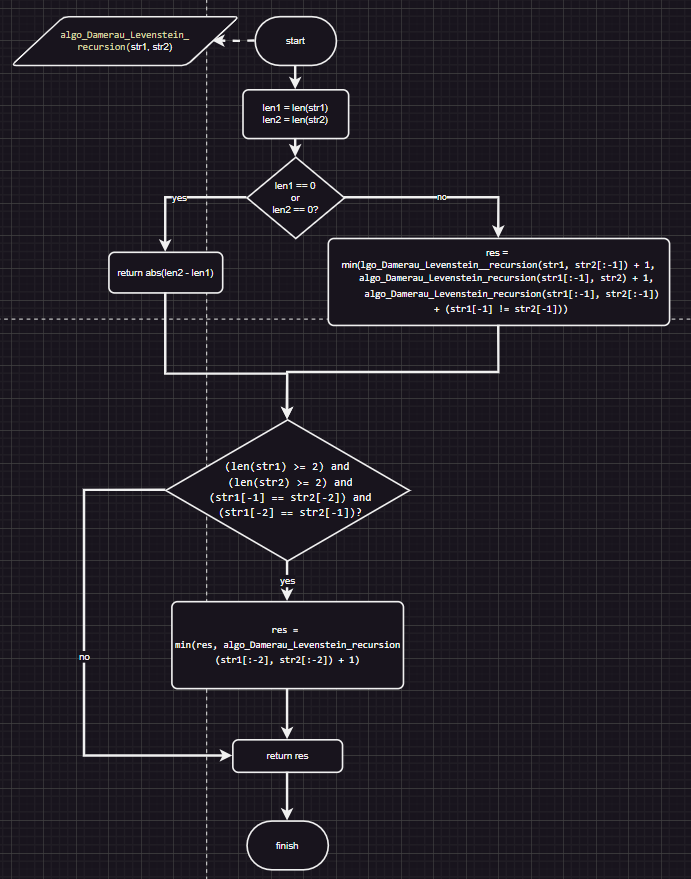 algo_Damerau_Levenstein_
recursion(str1, str2)
start
len1 = len(str1)
len2 = len(str2)
len1 == 0
or
len2 == 0?
yes
no
return abs(len2 - len1)
res =
min(lgo_Damerau_Levenstein__recursion(str1, str2[:-1]) + 1,
algo_Damerau_Levenstein_recursion(str1[:-1], str2) + 1,
algo_Damerau_Levenstein_recursion(str1[:-1], str2[:-1])
+ (str1[-1] != str2[-1]))
(len(str1) >= 2) and
(len(str2) >= 2) and
(str1[-1] == str2[-2]) and
(str1[-2] == str2[-1])?
yes
res =
min(res, algo_Damerau_Levenstein_recursion
(str1[:-2], str2[:-2]) + 1)
no
return res
finish